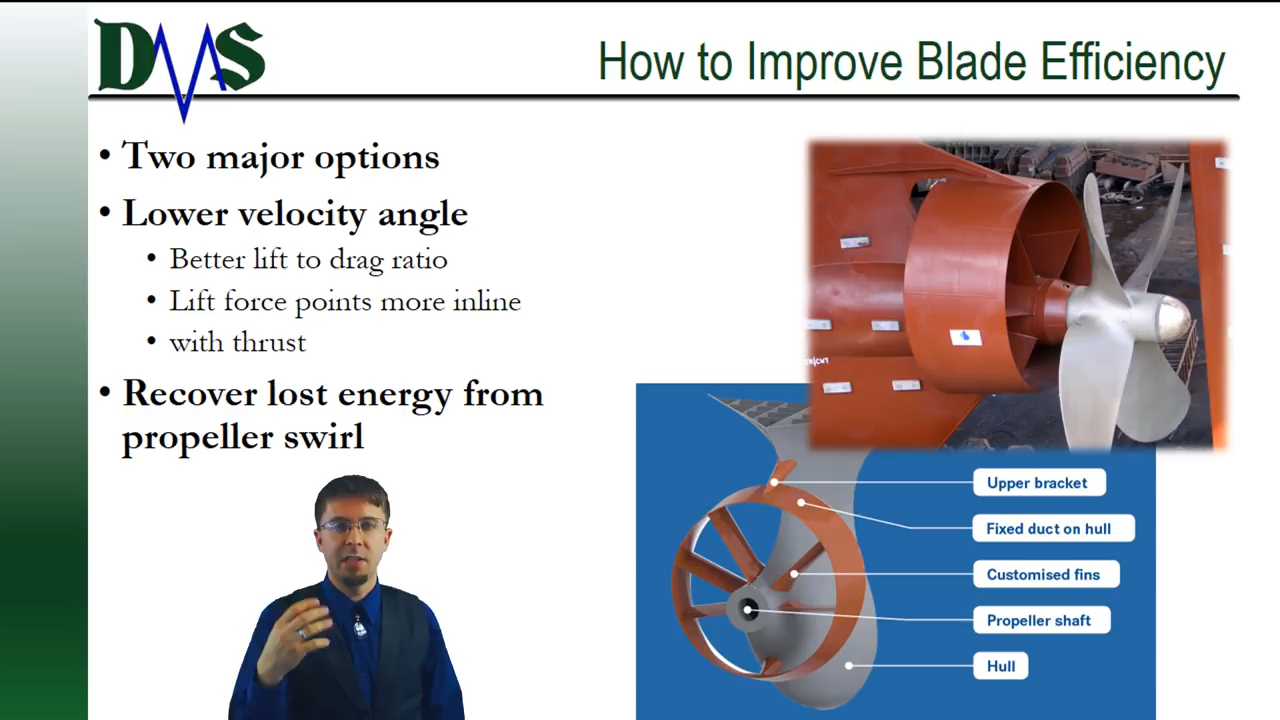 DMS
How to Improve Blade Efficiency
• Two major options
• Lower velocity angle
• Better lift to drag ratio
• Lift force points more inline
• with thrust
• Recover lost energy from
propeller swirl
Upper bracket
Fixed duct on hull
Customised fins
Propeller shaft
Hull